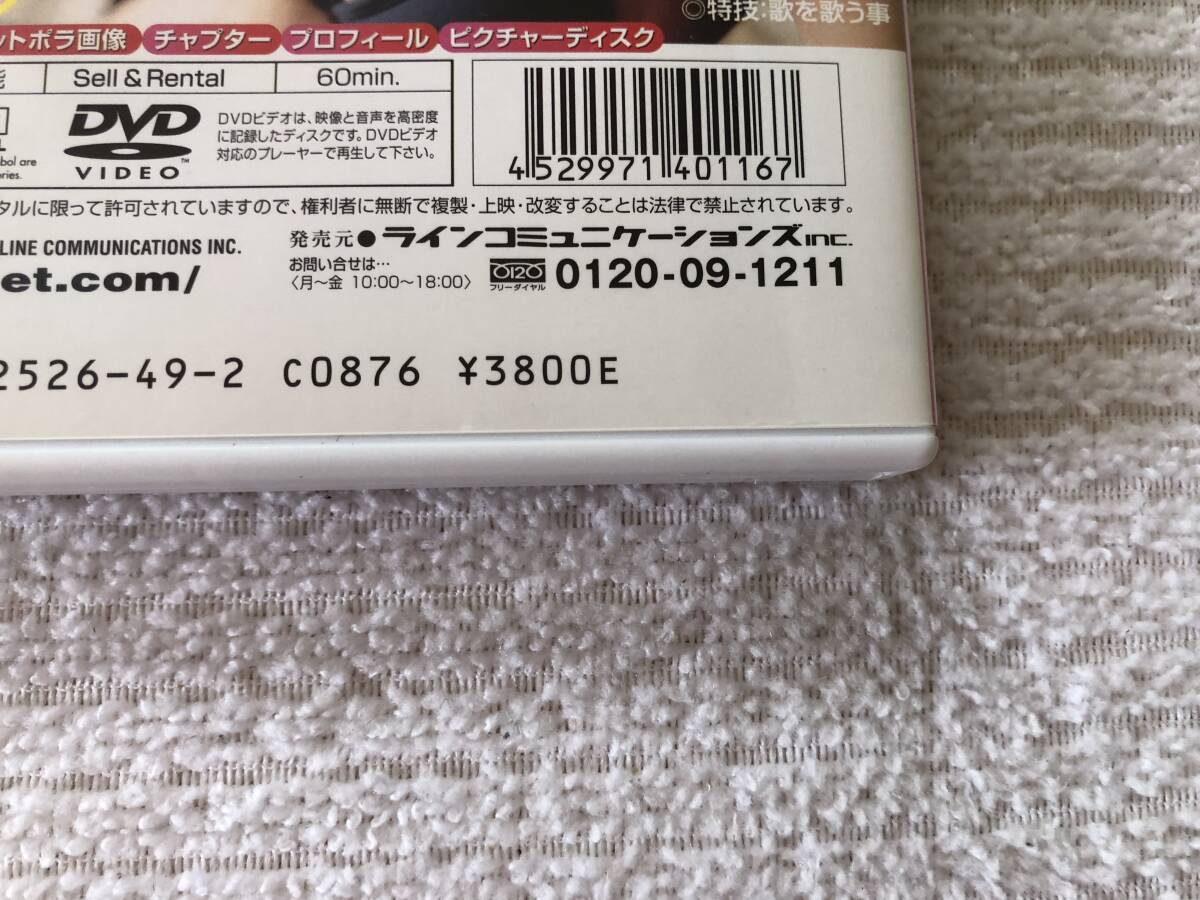 ◎特技:歌を歌う事
ットポラ画像 チャプター プロフィール ピクチャーディスク
Sell & Rental 60min.
DVD VIDEO ™
DVDビデオは、映像と音声を高密度
に記録したディスクです。DVDビデオ
対応のプレーヤーで再生して下さい。
bol are
ries.
4 529971 401167
タルに限って許可されていますので、権利者に無断で複製・上映・改変することは法律で禁止されています。
LINE COMMUNICATIONS INC.
発売元●ラインコミュニケーションズinc.
et.com/
お問い合せは…
〈月〜金 10:00〜18:00〉
0120
フリーダイヤル
0120-09-1211
2526-49-2 C0876 ¥3800E